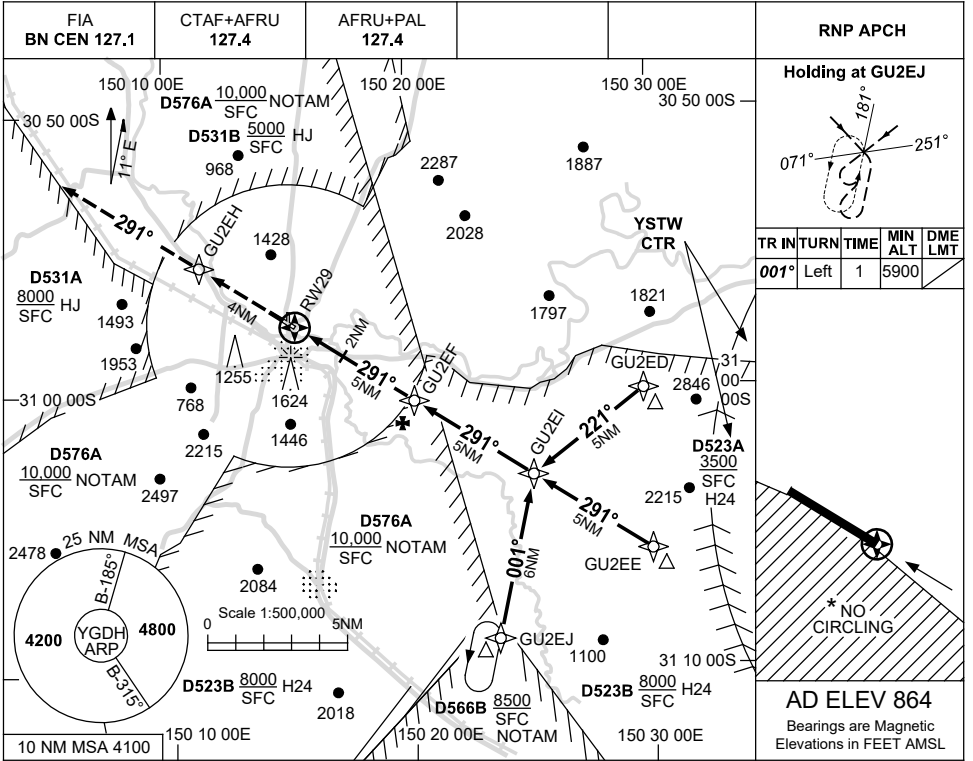 FIA
BN CEN 127.1
CTAF+AFRU
127.4
AFRU+PAL
127.4
RNP APCH
150 10 00E
150 20 00E
150 30 00E
30 50 00S
30 50 00S
D576A 10,000 NOTAM
SFC
D531B 5000 HJ
SFC
11° E
968
2287
1887
2028
291°
GU2EH
1428
YSTW
CTR
D531A
8000 HJ
SFC
1493
1953
4NM
RW29
2NM
1797
1821
GU2EF
291°
5NM
GU2ED
31
00
00S
2846
1255
768
1624
31 00 00S
1446
2215
221°
5NM
GU2EI
291°
5NM
D523A
3500
SFC
H24
2215
D576A
10,000 NOTAM
SFC
2497
291°
5NM
D576A
10,000 NOTAM
SFC
GU2EE
2478
25 NM MSA
B-185°
4200
YGDH
ARP
4800
B-315°
2084
Scale 1:500,000
0
5NM
001°
6NM
GU2EJ
1100
31 10 00S
D523B 8000 H24
SFC
2018
D566B 8500
SFC
NOTAM
D523B 8000 H24
SFC
10 NM MSA 4100
150 10 00E
150 20 00E
150 30 00E
Holding at GU2EJ
181°
071°
251°
TR IN TURN TIME MIN ALT DME LMT
001° Left 1 5900
* NO
CIRCLING
AD ELEV 864
Bearings are Magnetic
Elevations in FEET AMSL